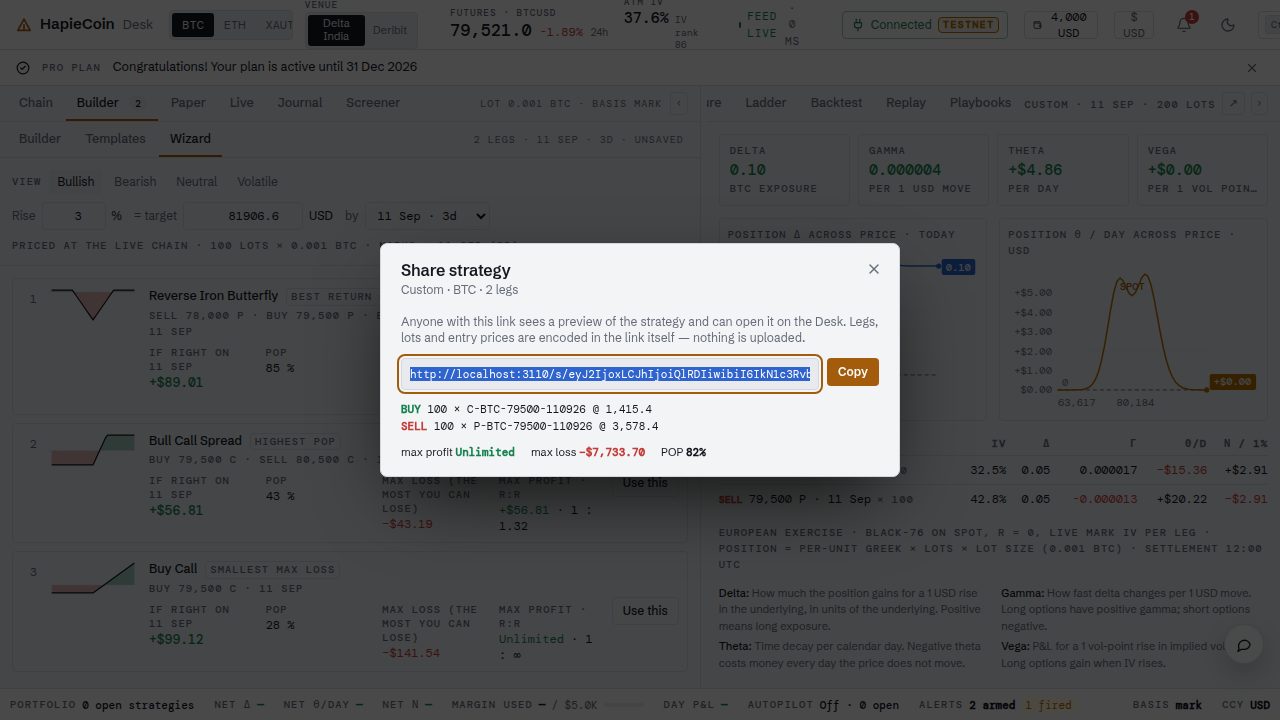 HapieCoin Desk BTC ETH XAUT
VENUE
Delta India Deribit
FUTURES · BTCUSD
79,521.0 -1.89% 24h
ATM IV
37.6% IV rank 86
FEED LIVE · 0 MS
Connected TESTNET
4,000 USD
$ USD
1
PRO PLAN Congratulations! Your plan is active until 31 Dec 2026
Chain Builder 2 Paper Live Journal Screener LOT 0.001 BTC · BASIS MARK
Ladder Backtest Replay Playbooks CUSTOM · 11 SEP · 200 LOTS
Builder Templates Wizard 2 LEGS · 11 SEP · 3D · UNSAVED
VIEW Bullish Bearish Neutral Volatile
Rise 3 % = target 81906.6 USD by 11 Sep · 3d
PRICED AT THE LIVE CHAIN · 100 LOTS × 0.001 BTC ·
1 Reverse Iron Butterfly BEST RETURN
SELL 78,000 P · BUY 79,500 P ·
11 SEP
IF RIGHT ON 11 SEP
+$89.01
POP
85 %
2 Bull Call Spread HIGHEST POP
BUY 79,500 C · SELL 80,500 C ·
IF RIGHT ON 11 SEP
+$56.81
POP
43 %
MAX LOSS (THE MOST YOU CAN LOSE)
−$43.19
MAX PROFIT · R:R
+$56.81 · 1 : 1.32
Use this
3 Buy Call SMALLEST MAX LOSS
BUY 79,500 C · 11 SEP
IF RIGHT ON 11 SEP
+$99.12
POP
28 %
MAX LOSS (THE MOST YOU CAN LOSE)
−$141.54
MAX PROFIT · R:R
Unlimited · 1 : ∞
Use this
DELTA
0.10
BTC EXPOSURE
GAMMA
0.000004
PER 1 USD MOVE
THETA
+$4.86
PER DAY
VEGA
+$0.00
PER 1 VOL POIN…
POSITION Δ ACROSS PRICE · TODAY
0.10
POSITION θ / DAY ACROSS PRICE · USD
SPOT
+$5.00
+$4.00
+$3.00
+$2.00
+$1.00
$0.00
0
+$0.00
63,617 80,184
Share strategy
Custom · BTC · 2 legs
Anyone with this link sees a preview of the strategy and can open it on the Desk. Legs,
lots and entry prices are encoded in the link itself — nothing is uploaded.
http://localhost:3110/s/eyJ2IjoxLCJhIjoiQlRDIiwibiI6IkN1c3Rvb
Copy
BUY 100 × C-BTC-79500-110926 @ 1,415.4
SELL 100 × P-BTC-79500-110926 @ 3,578.4
max profit Unlimited max loss −$7,733.70 POP 82%
IV Δ Γ θ/D N / 1%
32.5% 0.05 0.000017 −$15.36 +$2.91
SELL 79,500 P · 11 Sep × 100 42.8% 0.05 -0.000013 +$20.22 −$2.91
EUROPEAN EXERCISE · BLACK-76 ON SPOT, R = 0, LIVE MARK IV PER LEG ·
POSITION = PER-UNIT GREEK × LOTS × LOT SIZE (0.001 BTC) · SETTLEMENT 12:00
UTC
Delta: How much the position gains for a 1 USD rise in the underlying, in units of the underlying. Positive means long exposure.
Gamma: How fast delta changes per 1 USD move. Long options have positive gamma; short options negative.
Theta: Time decay per calendar day. Negative theta costs money every day the price does not move.
Vega: P&L for a 1 vol-point rise in implied vol. Long options gain when IV rises.
PORTFOLIO 0 open strategies NET Δ — NET θ/DAY — NET N — MARGIN USED — / $5.0K DAY P&L — AUTOPILOT Off · 0 open ALERTS 2 armed 1 fired BASIS mark CCY USD